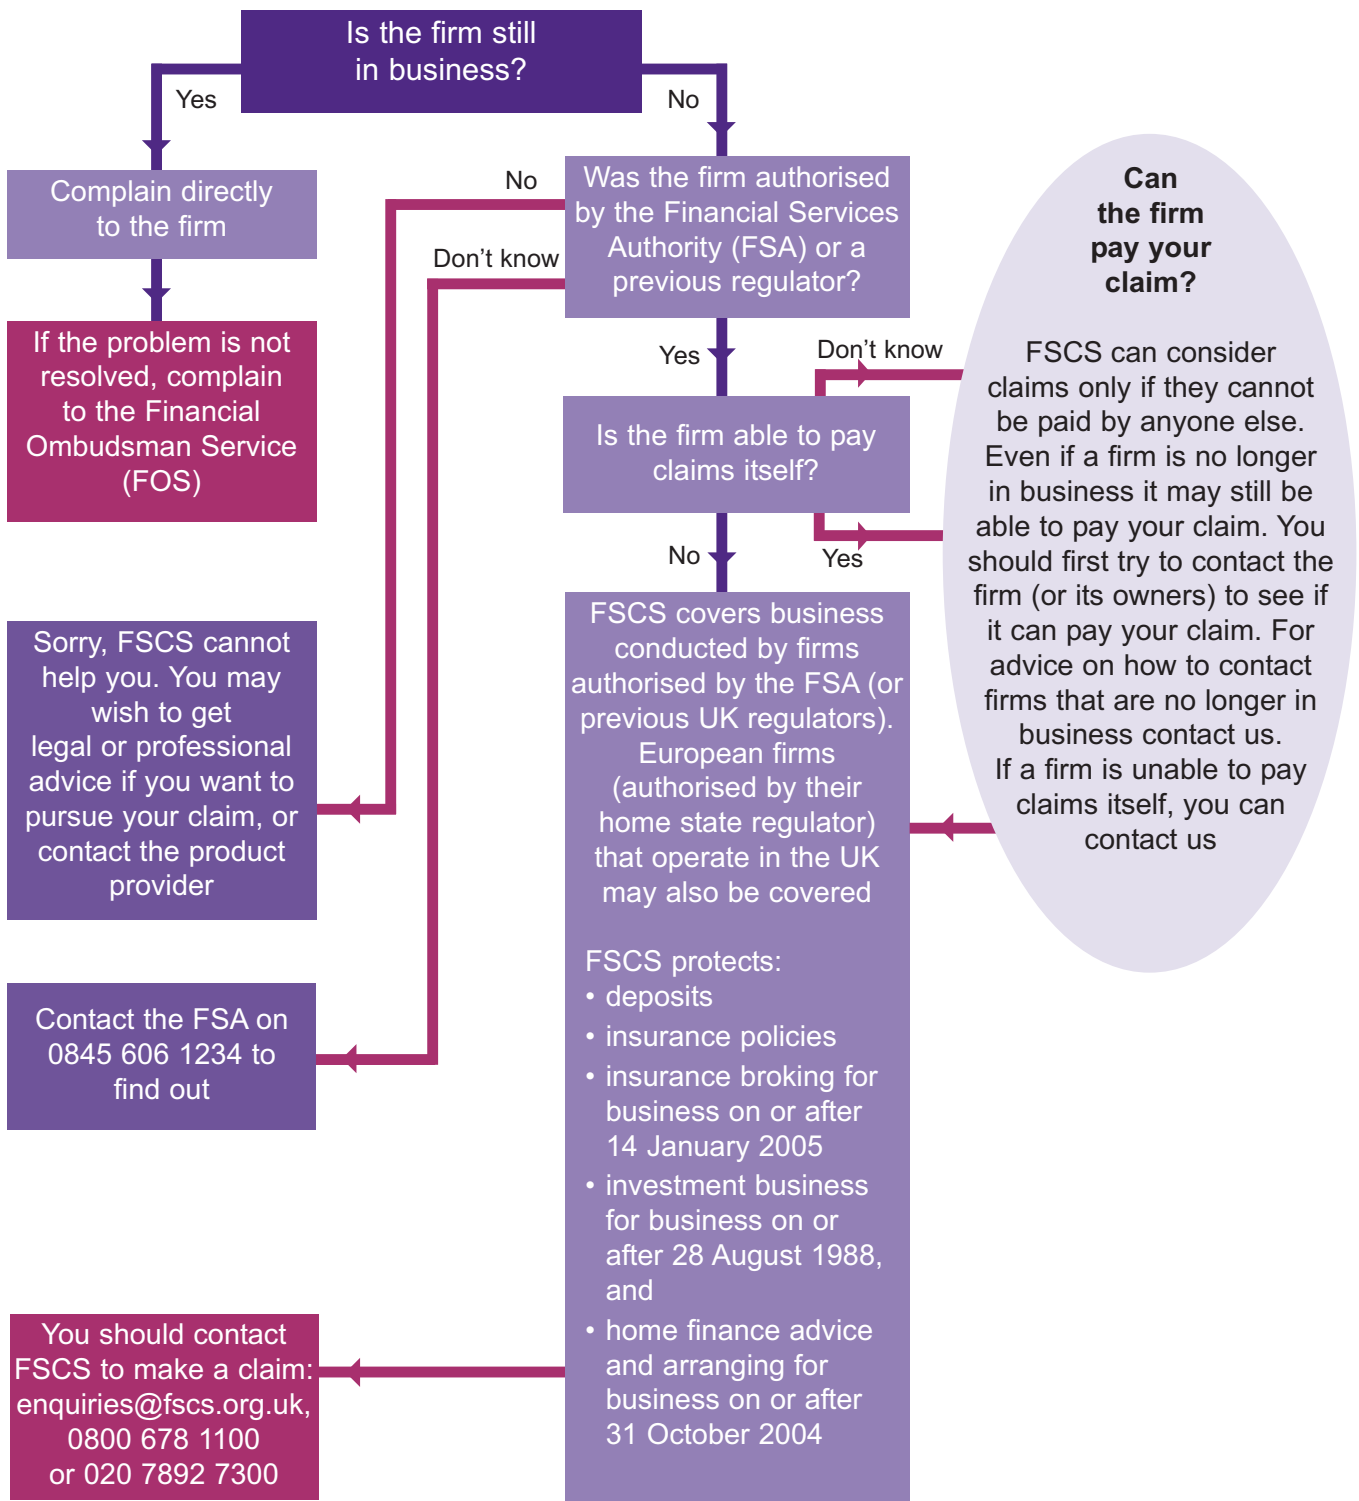 Is the firm still
in business?
Yes
No
Complain directly
to the firm
If the problem is not
resolved, complain
to the Financial
Ombudsman Service
(FOS)
Was the firm authorised
by the Financial Services
Authority (FSA) or a
previous regulator?
No
Don’t know
Yes
Don’t know
Is the firm able to pay
claims itself?
No
Yes
Can
the firm
pay your
claim?
FSCS can consider
claims only if they cannot
be paid by anyone else.
Even if a firm is no longer
in business it may still be
able to pay your claim. You
should first try to contact the
firm (or its owners) to see if
it can pay your claim. For
advice on how to contact
firms that are no longer in
business contact us.
If a firm is unable to pay
claims itself, you can
contact us
Sorry, FSCS cannot
help you. You may
wish to get
legal or professional
advice if you want to
pursue your claim, or
contact the product
provider
Contact the FSA on
0845 606 1234 to
find out
FSCS covers business
conducted by firms
authorised by the FSA (or
previous UK regulators).
European firms
(authorised by their
home state regulator)
that operate in the UK
may also be covered
FSCS protects:
• deposits
• insurance policies
• insurance broking for
business on or after
14 January 2005
• investment business
for business on or
after 28 August 1988,
and
• home finance advice
and arranging for
business on or after
31 October 2004
You should contact
FSCS to make a claim:
enquiries@fscs.org.uk,
0800 678 1100
or 020 7892 7300